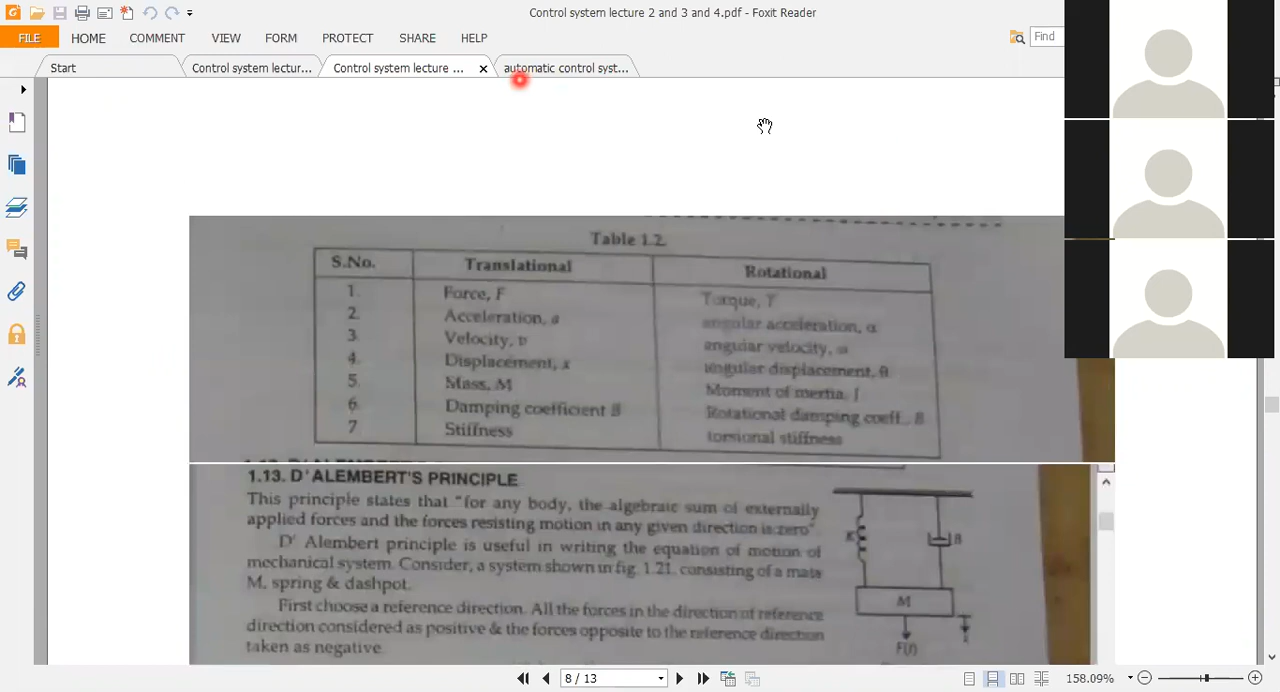 Control system lecture 2 and 3 and 4.pdf - Foxit Reader
FILE HOME COMMENT VIEW FORM PROTECT SHARE HELP
Find
Start
Control system lectur...
Control system lecture ...
automatic control syst...
Table 1.2.
S.No. Translational Rotational
1. Force, F Torque, T
2. Acceleration, a angular acceleration, α
3. Velocity, v angular velocity, ω
4. Displacement, x angular displacement, θ
5. Mass, M Moment of inertia, J
6. Damping coefficient B Rotational damping coeff., B
7 Stiffness torsional stiffness
1.13. D'ALEMBERT'S PRINCIPLE
This principle states that "for any body, the algebraic sum of externally
applied forces and the forces resisting motion in any given direction is zero"
D' Alembert principle is useful in writing the equation of motion of
mechanical system. Consider, a system shown in fig. 1.21. consisting of a mass
M, spring & dashpot.
First choose a reference direction. All the forces in the direction of reference
direction considered as positive & the forces opposite to the reference direction
taken as negative.
K
B
M
F(t)
8 / 13
158.09%